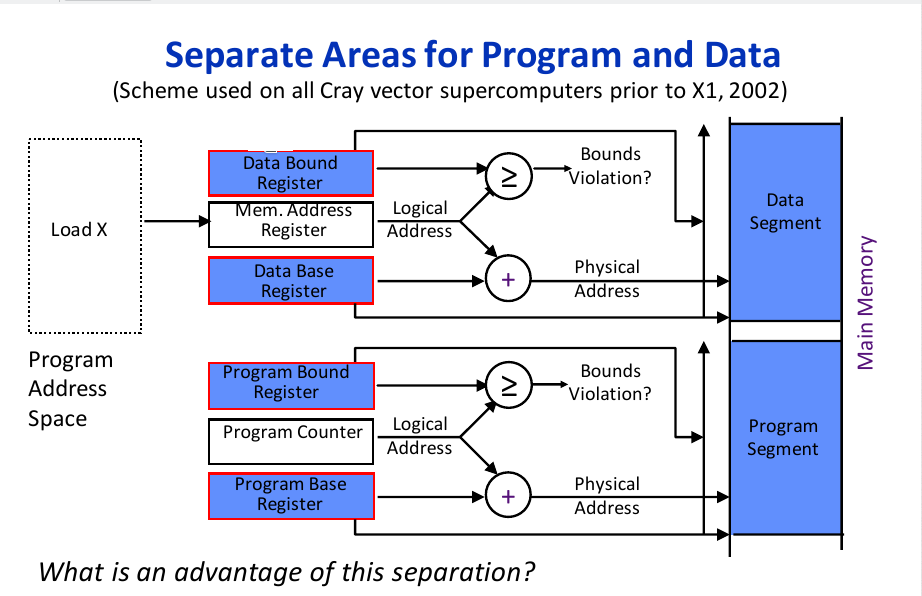 Separate Areas for Program and Data
(Scheme used on all Cray vector supercomputers prior to X1, 2002)
Load X
Program
Address
Space
Data Bound
Register
Mem. Address
Register
Data Base
Register
Logical
Address
≥
+
Bounds
Violation?
Physical
Address
Data
Segment
Main Memory
Program Bound
Register
Program Counter
Program Base
Register
Logical
Address
≥
+
Bounds
Violation?
Physical
Address
Program
Segment
What is an advantage of this separation?